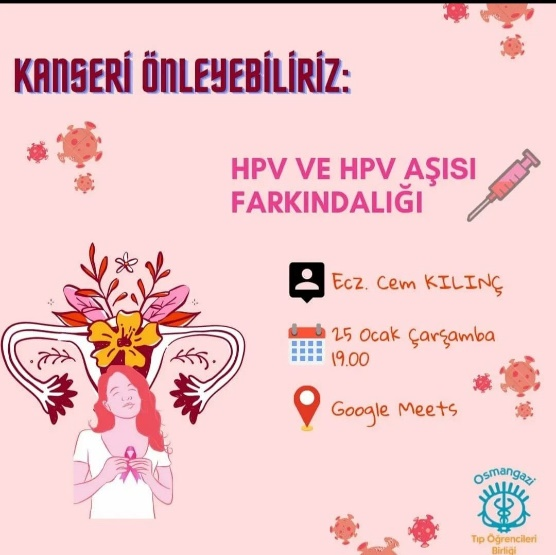 KANSERİ ÖNLEYEBİLİRİZ:
HPV VE HPV AŞISI
FARKINDALIĞI
Ecz. Cem KILINÇ
25 Ocak Çarşamba
19.00
Google Meets
Osmangazi
Tıp Öğrencileri
Birliği